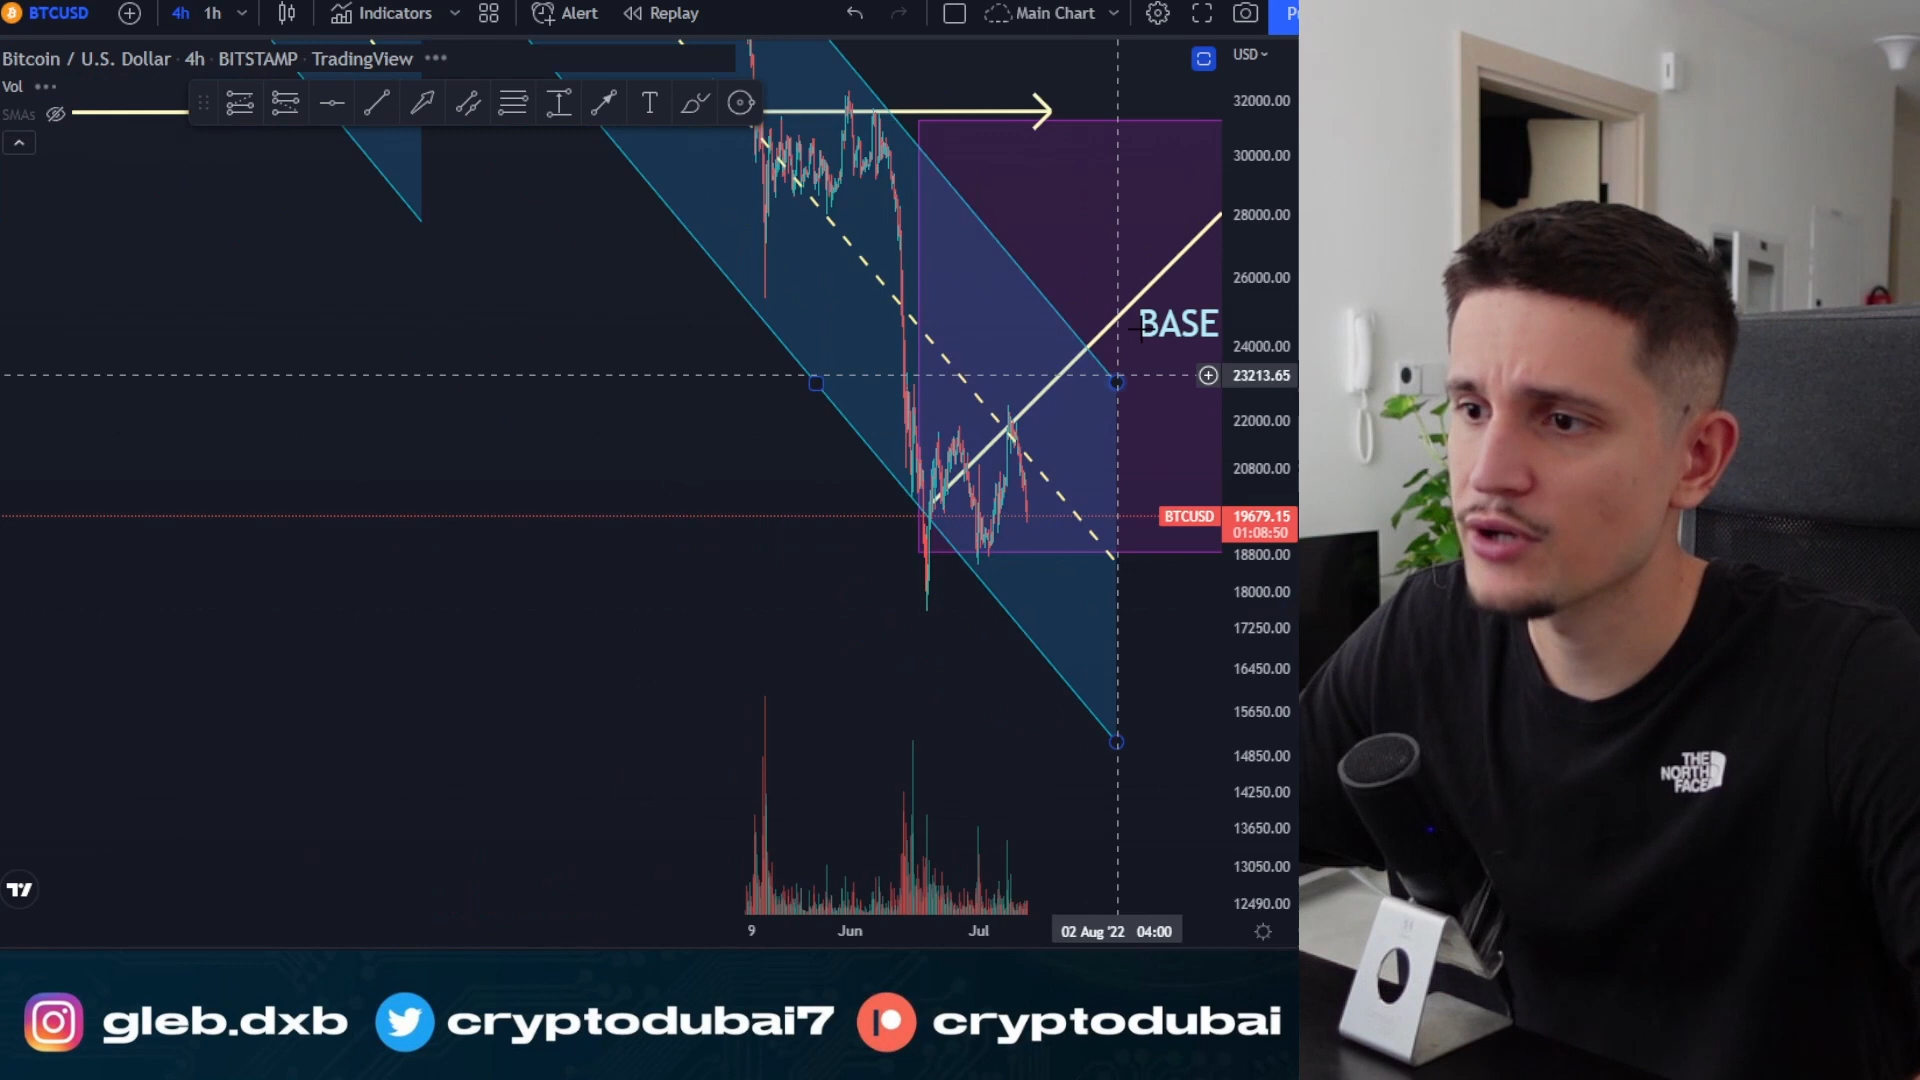 BTCUSD
4h 1h
Indicators
Alert
Replay
Main Chart
Bitcoin / U.S. Dollar · 4h · BITSTAMP · TradingView
USD
Vol
SMAs
T
32000.00
30000.00
28000.00
26000.00
BASE
24000.00
23213.65
22000.00
20800.00
BTCUSD 19679.15
01:08:50
18800.00
18000.00
17250.00
16450.00
15650.00
14850.00
14250.00
13650.00
13050.00
12490.00
9 Jun Jul 02 Aug '22 04:00
THE
NORTH
FACE
gleb.dxb cryptodubai7 cryptodubai